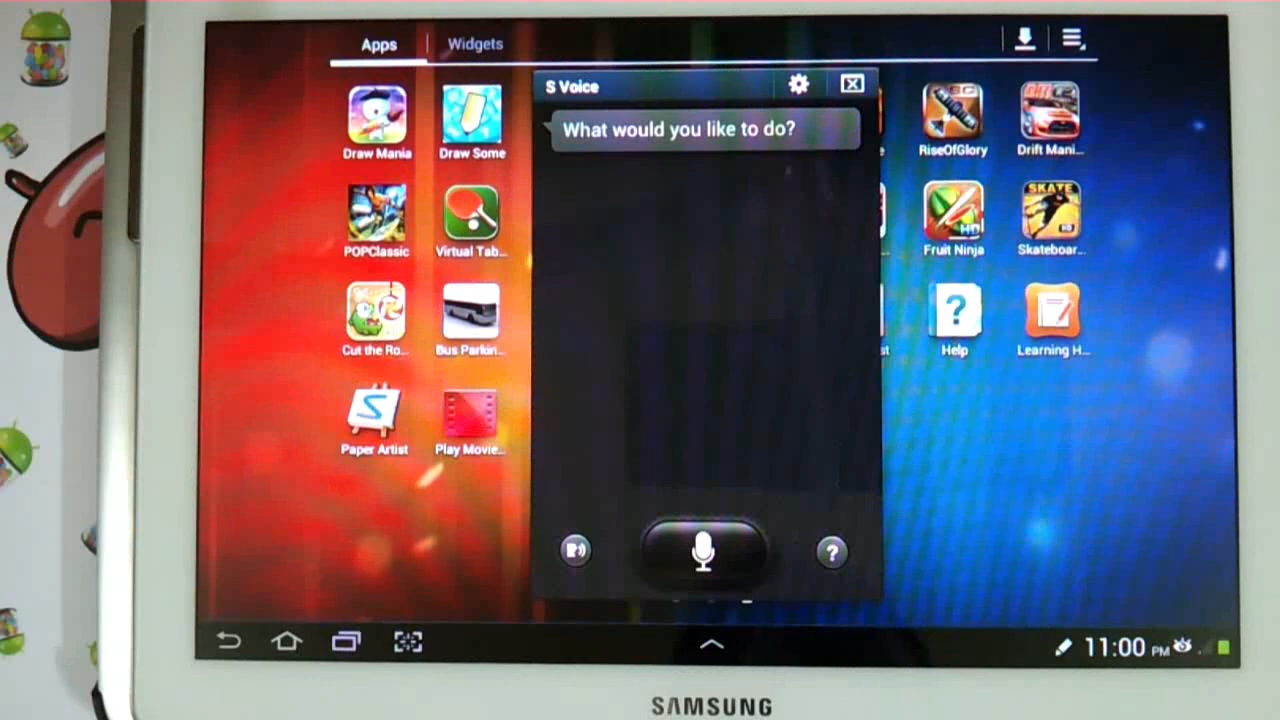 Apps
Widgets
S Voice
What would you like to do?
Draw Mania
Draw Some
RiseOfGlory
Drift Mani...
POPClassic
Virtual Tab...
Fruit Ninja
SKATE
Skateboar...
Cut the Ro...
Bus Parkin...
Help
Learning H...
Paper Artist
Play Movie...
11:00 PM
SAMSUNG